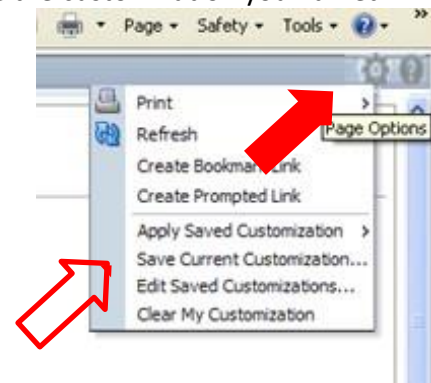 Page Safety Tools »
Print
Refresh
Page Options
Create Bookmark Link
Create Prompted Link
Apply Saved Customization
Save Current Customization...
Edit Saved Customizations...
Clear My Customization